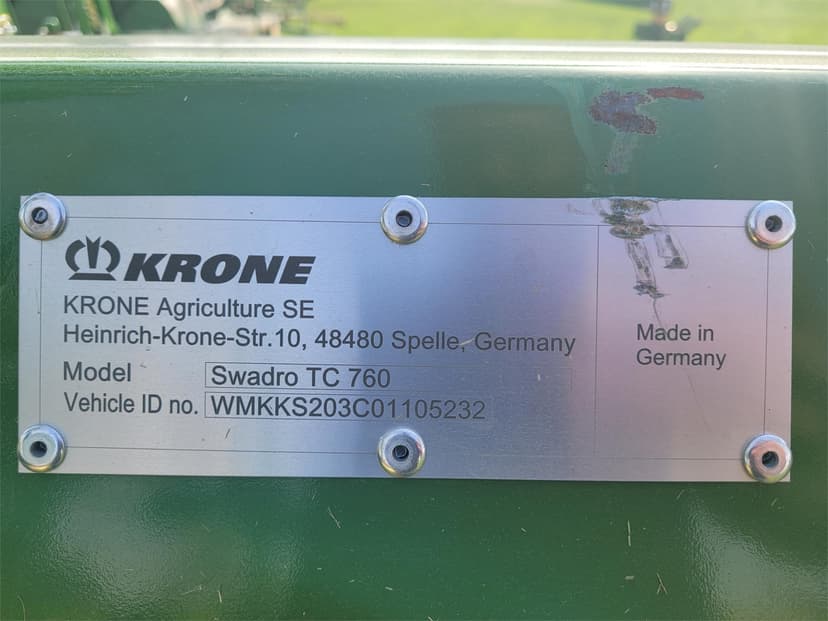 KRONE
KRONE Agriculture SE
Heinrich-Krone-Str.10, 48480 Spelle, Germany
Model Swadro TC 760
Vehicle ID no. WMKKS203C01105232
Made in
Germany